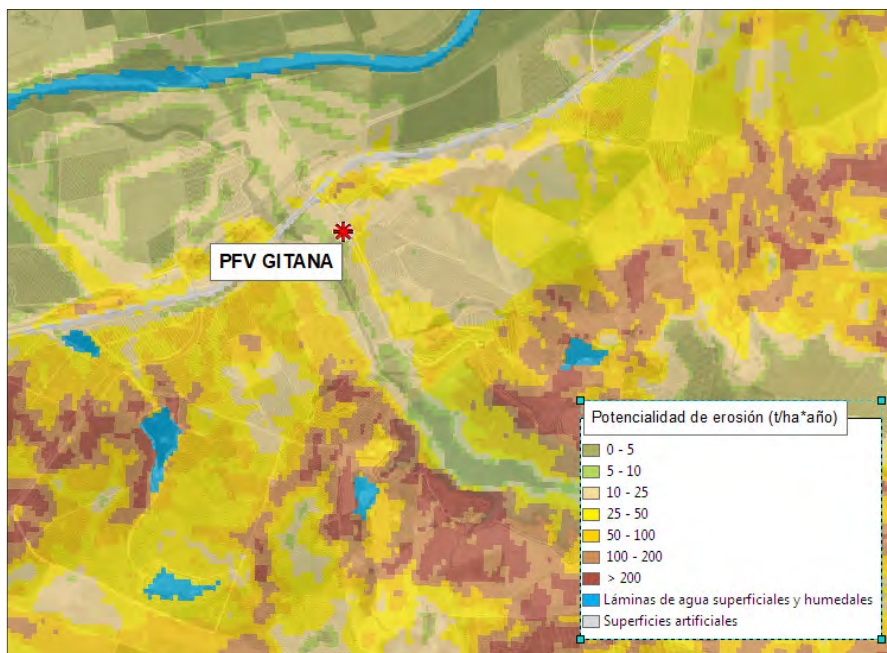 PFV GITANA
Potencialidad de erosión (t/ha*año)
0 - 5
5 - 10
10 - 25
25 - 50
50 - 100
100 - 200
> 200
Láminas de agua superficiales y humedales
Superficies artificiales